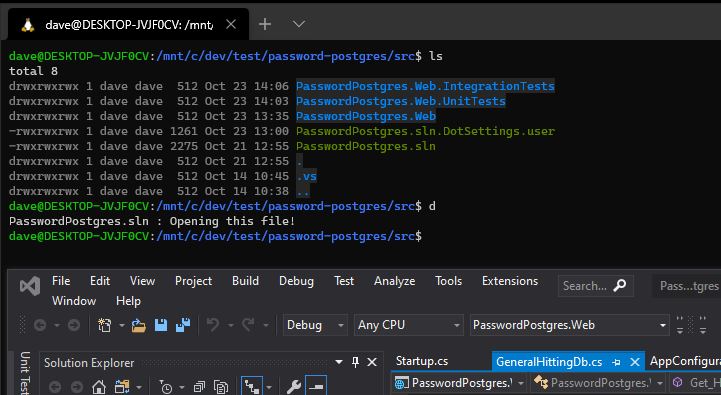 dave@DESKTOP-JVJF0CV: /mnt/
dave@DESKTOP-JVJF0CV:/mnt/c/dev/test/password-postgres/src$ ls
total 8
drwxrwxrwx 1 dave dave  512 Oct 23 14:06 PasswordPostgres.Web.IntegrationTests
drwxrwxrwx 1 dave dave  512 Oct 23 14:03 PasswordPostgres.Web.UnitTests
drwxrwxrwx 1 dave dave  512 Oct 23 13:35 PasswordPostgres.Web
-rwxrwxrwx 1 dave dave 1261 Oct 23 13:00 PasswordPostgres.sln.DotSettings.user
-rwxrwxrwx 1 dave dave 2275 Oct 21 12:55 PasswordPostgres.sln
drwxrwxrwx 1 dave dave  512 Oct 21 12:55 .
drwxrwxrwx 1 dave dave  512 Oct 14 10:45 .vs
drwxrwxrwx 1 dave dave  512 Oct 14 10:38 ..
dave@DESKTOP-JVJF0CV:/mnt/c/dev/test/password-postgres/src$ d
PasswordPostgres.sln : Opening this file!
dave@DESKTOP-JVJF0CV:/mnt/c/dev/test/password-postgres/src$
File Edit View Project Build Debug Test Analyze Tools Extensions Search... Pass...tgres
Window Help
Debug Any CPU PasswordPostgres.Web
Unit Test
Solution Explorer Startup.cs GeneralHittingDb.cs AppConfigura
PasswordPostgres.W PasswordPostgres.W Get_H